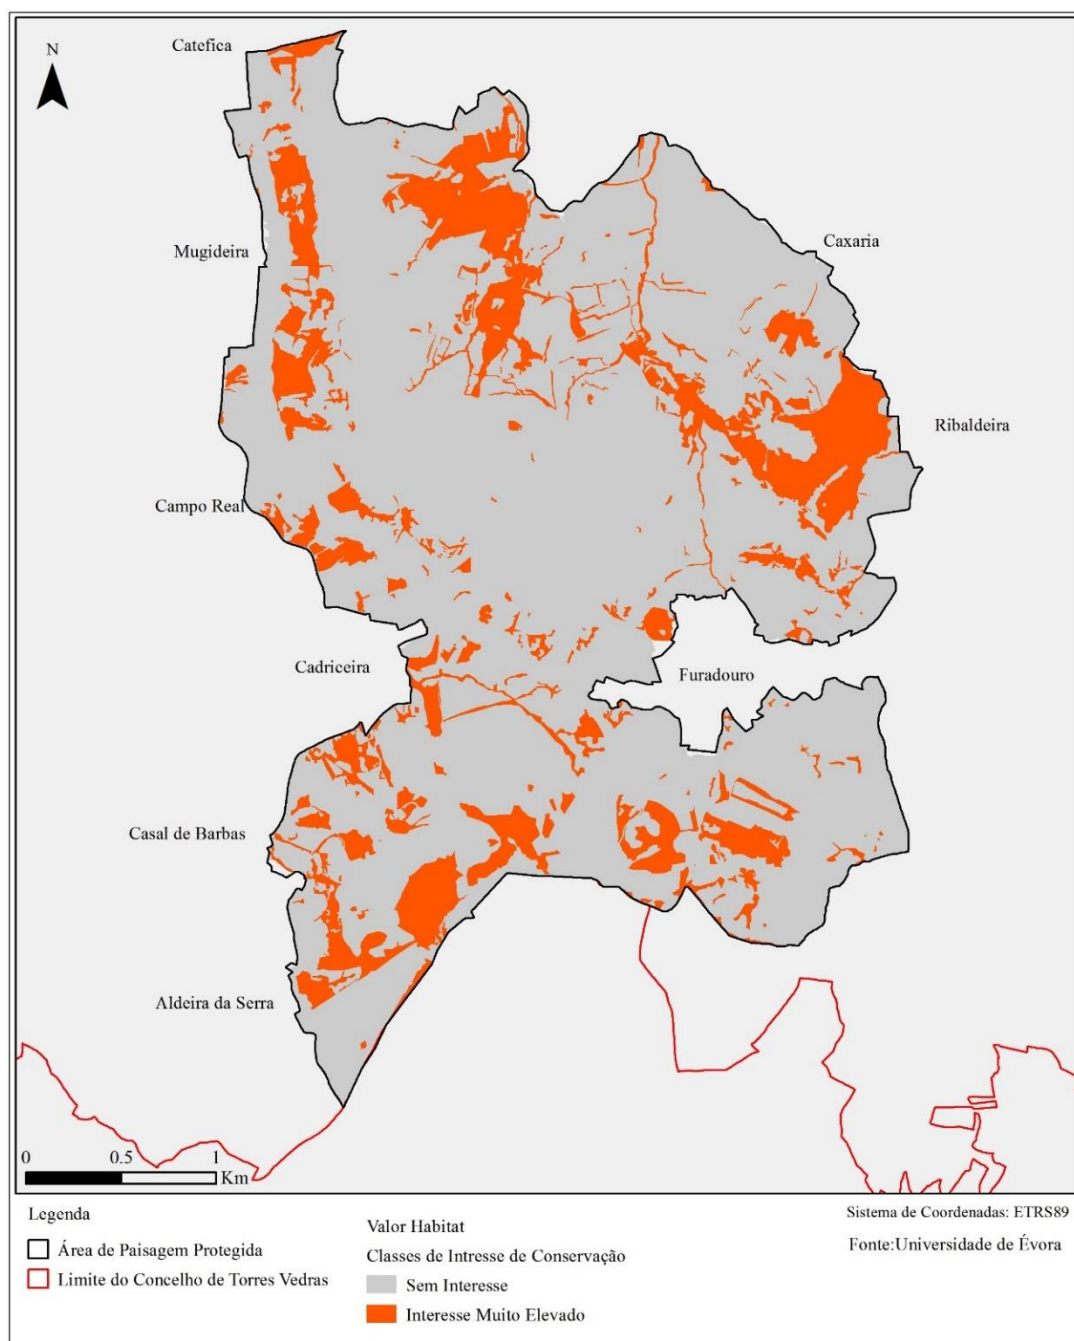 Catefica
N
Mugideira
Caxaria
Ribaldeira
Campo Real
Cadriceira
Furadouro
Casal de Barbas
Aldeira da Serra
0 0.5 1
Km
Legenda
Área de Paisagem Protegida
Limite do Concelho de Torres Vedras
Valor Habitat
Classes de Intresse de Conservação
Sem Interesse
Interesse Muito Elevado
Sistema de Coordenadas: ETRS89
Fonte:Universidade de Évora